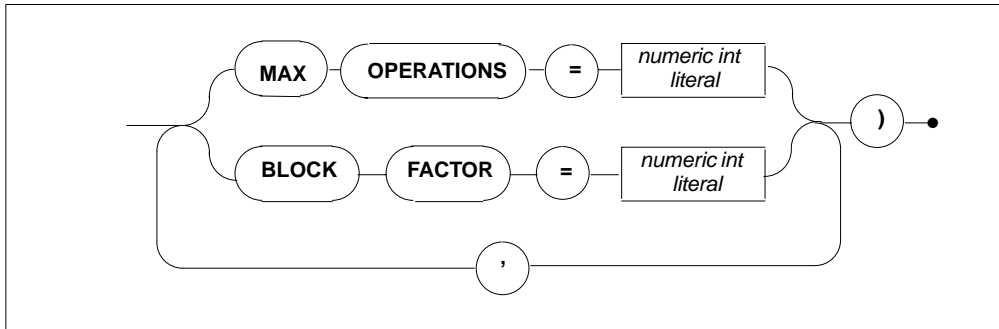 MAX OPERATIONS = numeric int
literal
)
BLOCK FACTOR = numeric int
literal
,